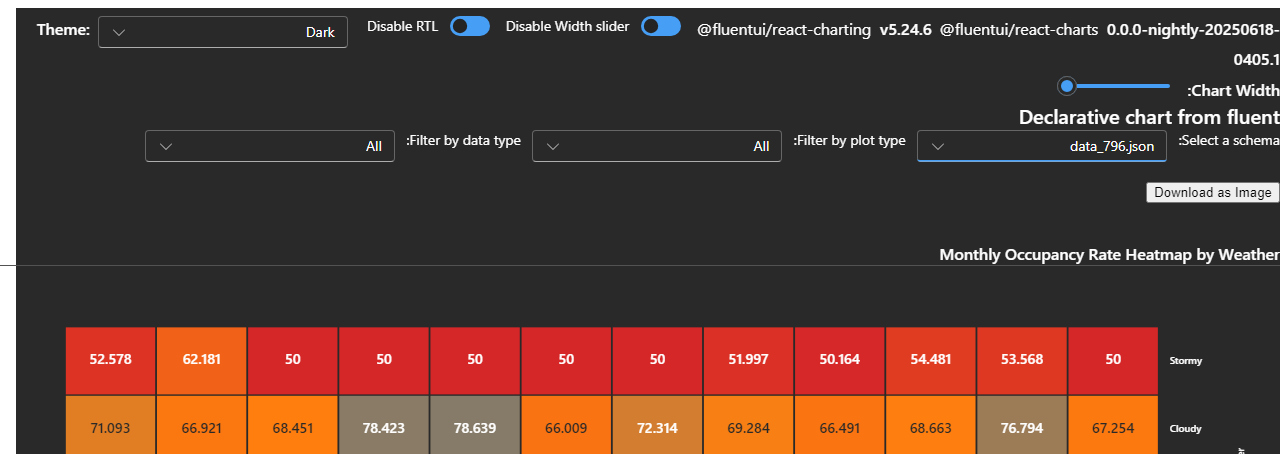 Theme: Dark Disable RTL Disable Width slider @fluentui/react-charting v5.24.6 @fluentui/react-charts 0.0.0-nightly-20250618-
0405.1
:Chart Width
Declarative chart from fluent
:Select a schema data_796.json :Filter by plot type All :Filter by data type All
Download as Image
Monthly Occupancy Rate Heatmap by Weather
52.578 62.181 50 50 50 50 50 51.997 50.164 54.481 53.568 50 Stormy
71.093 66.921 68.451 78.423 78.639 66.009 72.314 69.284 66.491 68.663 76.794 67.254 Cloudy